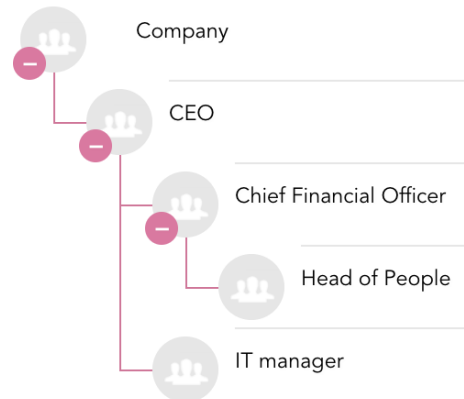 Company
CEO
Chief Financial Officer
Head of People
IT manager